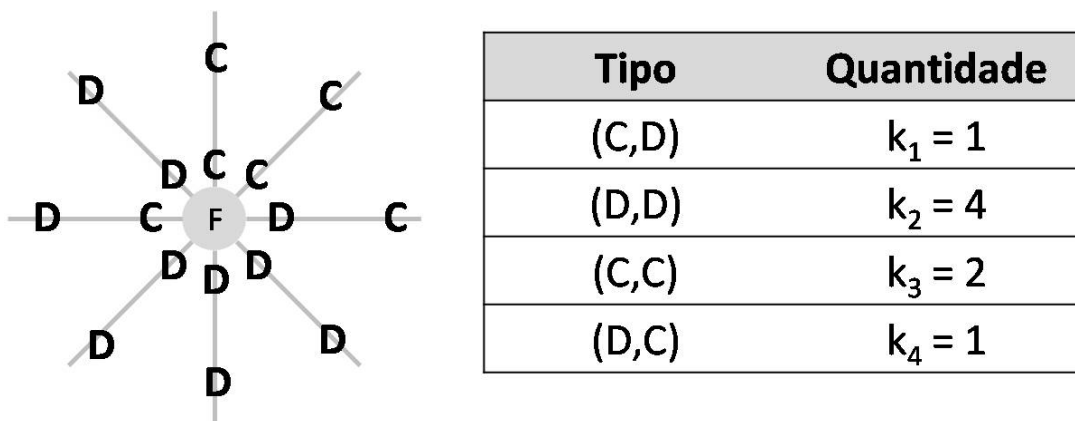 C
D
C
D
C
C
D
C
F
D
C
D
D
D
D
D
D
Tipo Quantidade
(C,D) k₁ = 1
(D,D) k₂ = 4
(C,C) k₃ = 2
(D,C) k₄ = 1